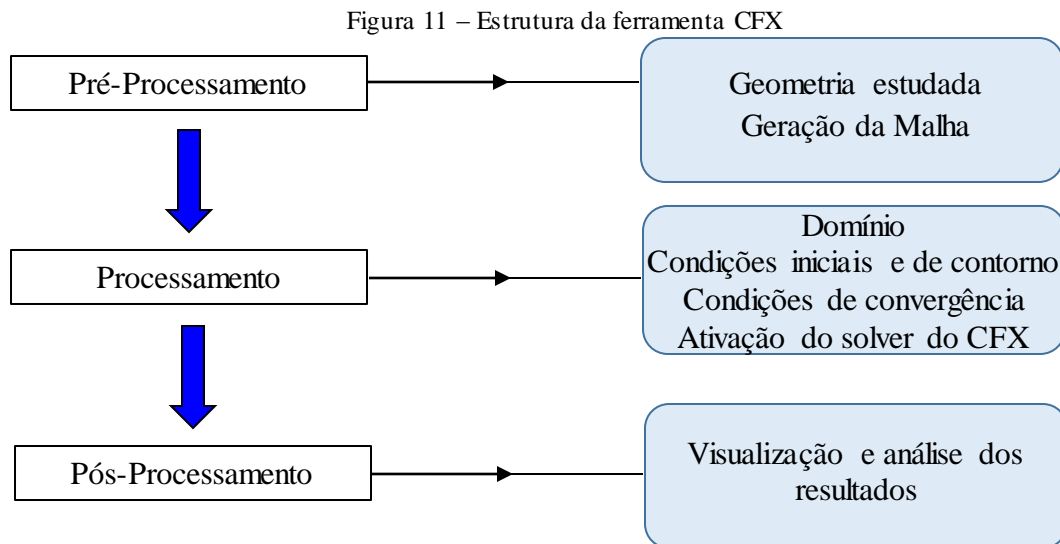 Figura 11 – Estrutura da ferramenta CFX
Pré-Processamento
Geometria estudada
Geração da Malha
Processamento
Domínio
Condições iniciais e de contorno
Condições de convergência
Ativação do solver do CFX
Pós-Processamento
Visualização e análise dos
resultados